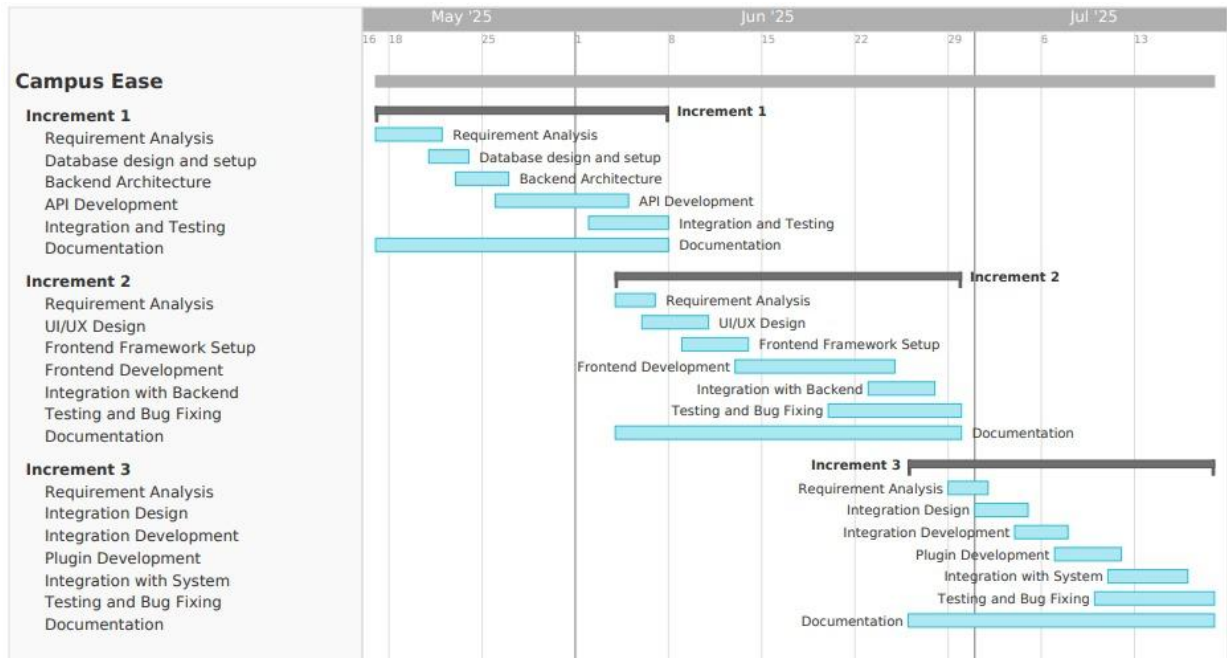 May '25 Jun '25 Jul '25
16 18 25 1 8 15 22 29 6 13
Campus Ease
Increment 1 Increment 1
Requirement Analysis Requirement Analysis
Database design and setup Database design and setup
Backend Architecture Backend Architecture
API Development API Development
Integration and Testing Integration and Testing
Documentation Documentation
Increment 2 Increment 2
Requirement Analysis Requirement Analysis
UI/UX Design UI/UX Design
Frontend Framework Setup Frontend Framework Setup
Frontend Development Frontend Development
Integration with Backend Integration with Backend
Testing and Bug Fixing Testing and Bug Fixing
Documentation Documentation
Increment 3 Increment 3
Requirement Analysis Requirement Analysis
Integration Design Integration Design
Integration Development Integration Development
Plugin Development Plugin Development
Integration with System Integration with System
Testing and Bug Fixing Testing and Bug Fixing
Documentation Documentation